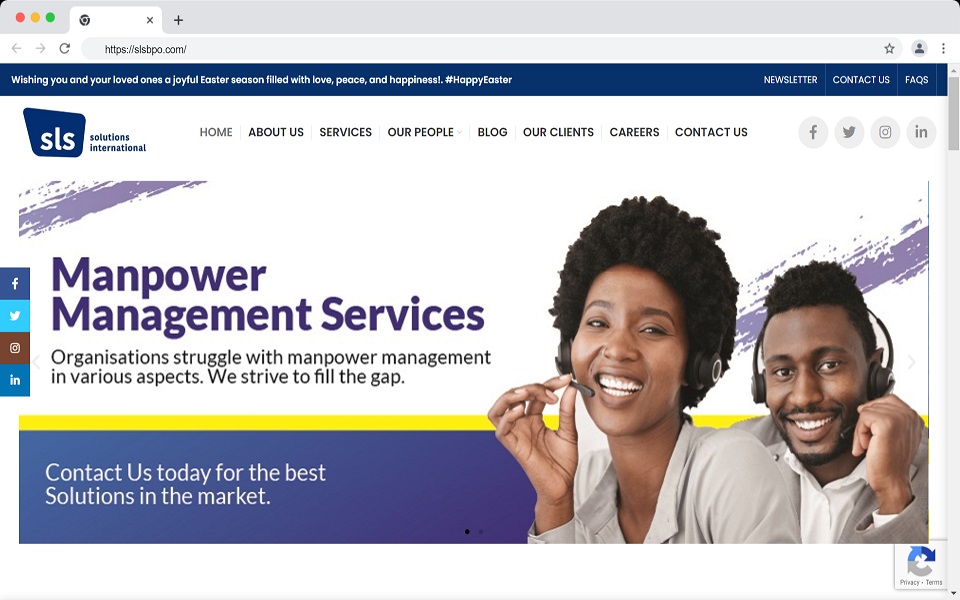 https://slsbpo.com/
Wishing you and your loved ones a joyful Easter season filled with love, peace, and happiness!. #HappyEaster
NEWSLETTER CONTACT US FAQS
sls solutions international
HOME ABOUT US SERVICES OUR PEOPLE BLOG OUR CLIENTS CAREERS CONTACT US
Manpower
Management Services
Organisations struggle with manpower management
in various aspects. We strive to fill the gap.
Contact Us today for the best
Solutions in the market.
Privacy - Terms